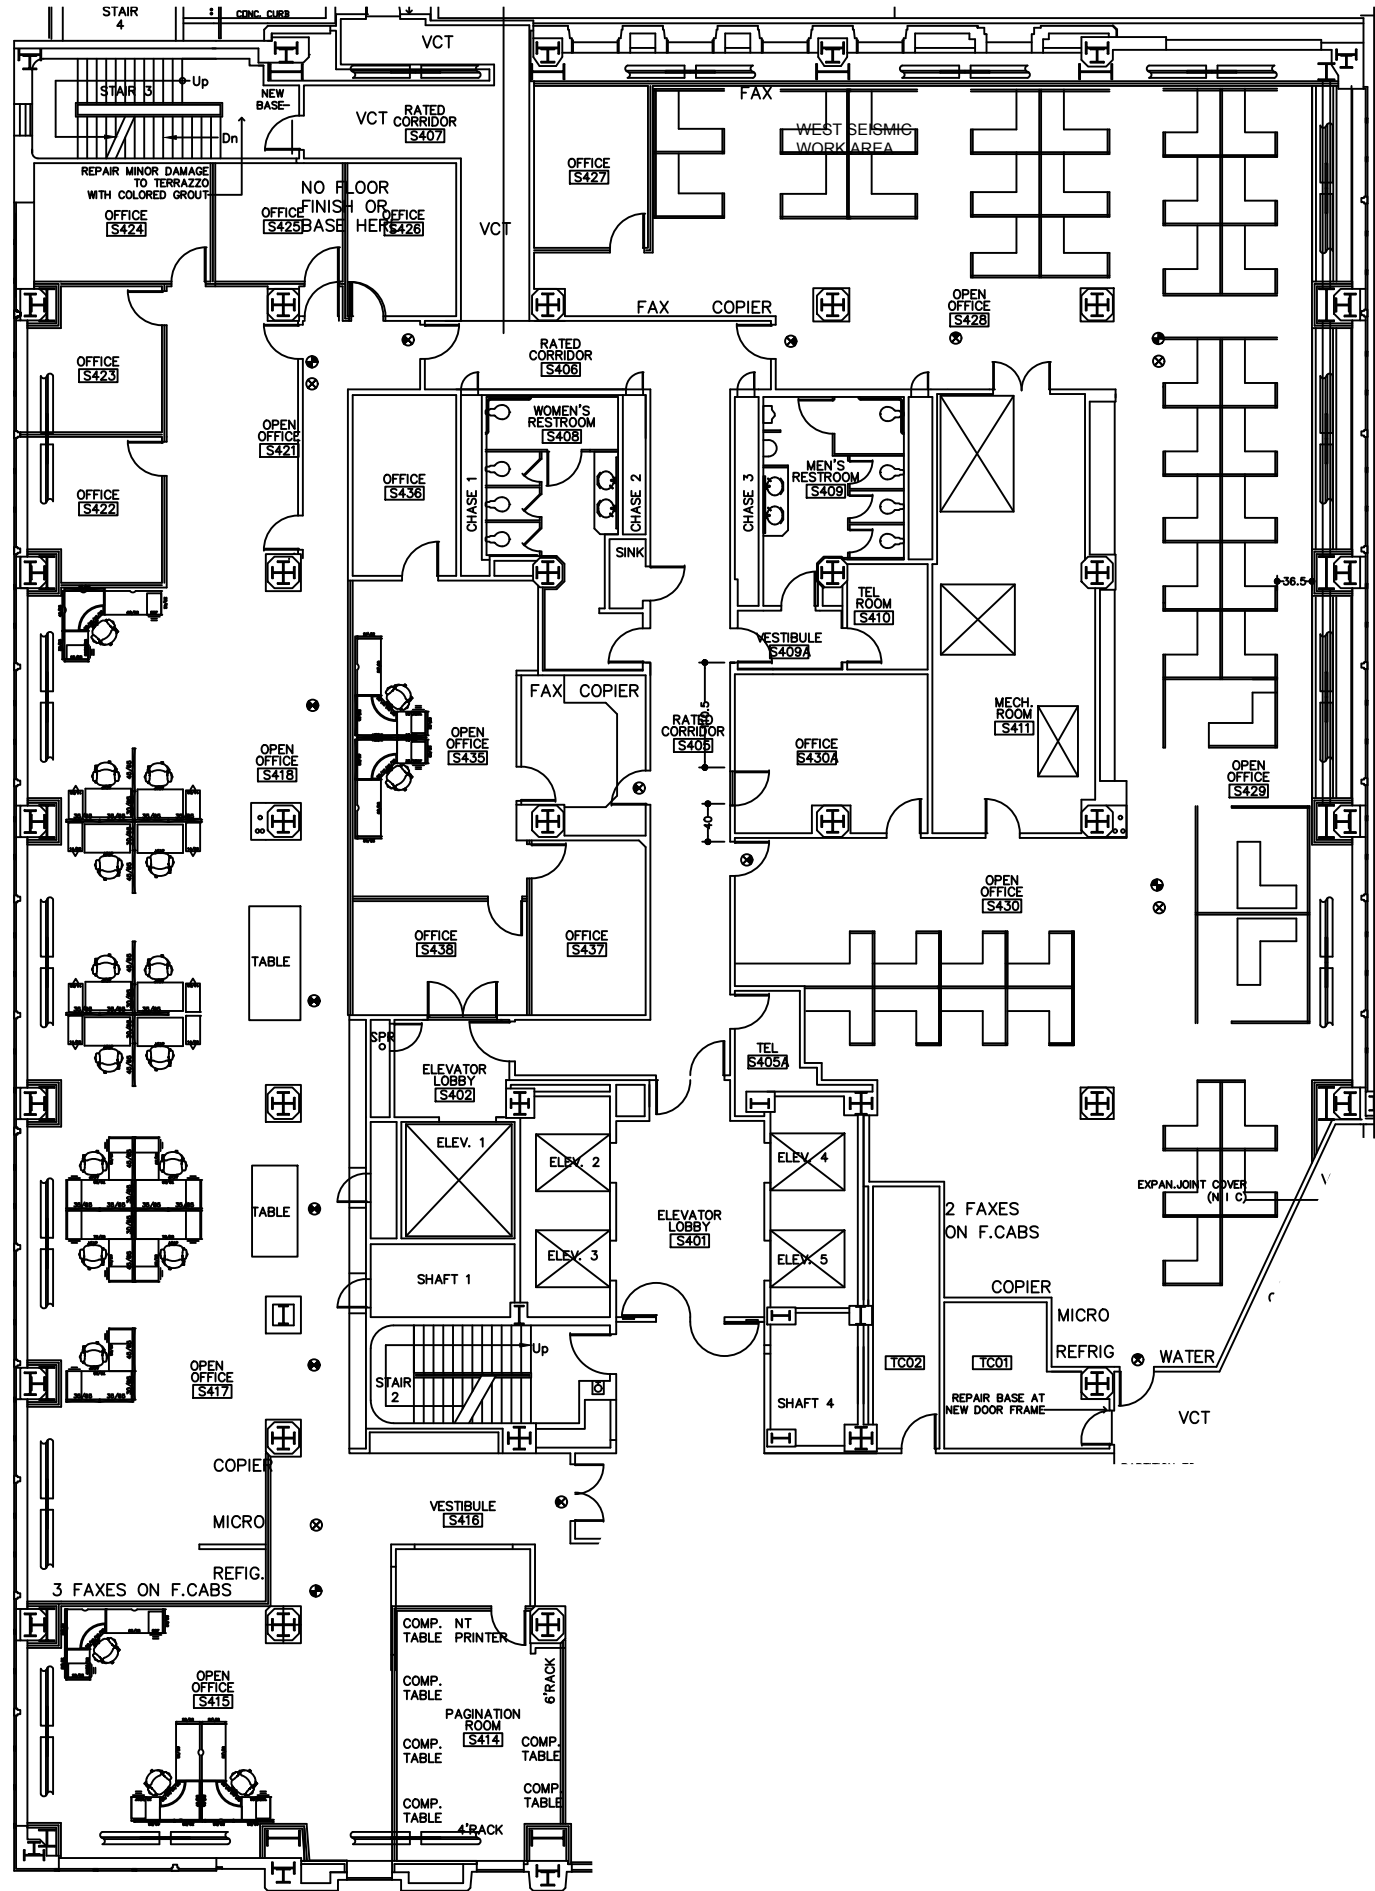 STAIR
4
CONC. CURB
VCT
STAIR 3
Up
Dn
NEW
BASE
VCT
RATED
CORRIDOR
S407
FAX
WEST SEISMIC
WORK AREA
OFFICE
S427
REPAIR MINOR DAMAGE
TO TERRAZZO
WITH COLORED GROUT
NO FLOOR
FINISH OR
BASE HERE
OFFICE
S424
OFFICE
S425
OFFICE
S426
VCT
FAX
COPIER
OPEN
OFFICE
S428
RATED
CORRIDOR
S406
OFFICE
S423
OPEN
OFFICE
S421
WOMEN'S
RESTROOM
S408
OFFICE
S422
OFFICE
S436
CHASE 1
CHASE 2
CHASE 3
MEN'S
RESTROOM
S409
SINK
36.5
TEL
ROOM
S410
VESTIBULE
S409A
FAX
COPIER
OPEN
OFFICE
S435
RATED
CORRIDOR
S405
OFFICE
S430A
MECH.
ROOM
S411
OPEN
OFFICE
S418
OPEN
OFFICE
S429
40
OPEN
OFFICE
S430
OFFICE
S438
OFFICE
S437
TABLE
SPR
ELEVATOR
LOBBY
S402
TEL
S405A
ELEV. 1
ELEV. 2
ELEV. 4
TABLE
ELEVATOR
LOBBY
S401
EXPAN.JOINT COVER
(N I C)
2 FAXES
ON F.CABS
SHAFT 1
ELEV. 3
ELEV. 5
COPIER
MICRO
REFRIG
WATER
OPEN
OFFICE
S417
STAIR
2
Up
TC02
TC01
SHAFT 4
REPAIR BASE AT
NEW DOOR FRAME
VCT
COPIER
MICRO
REFIG.
3 FAXES ON F.CABS
VESTIBULE
S416
COMP.
TABLE
NT
PRINTER
6'RACK
OPEN
OFFICE
S415
COMP.
TABLE
PAGINATION
ROOM
S414
COMP.
TABLE
COMP.
TABLE
COMP.
TABLE
COMP.
TABLE
4'RACK